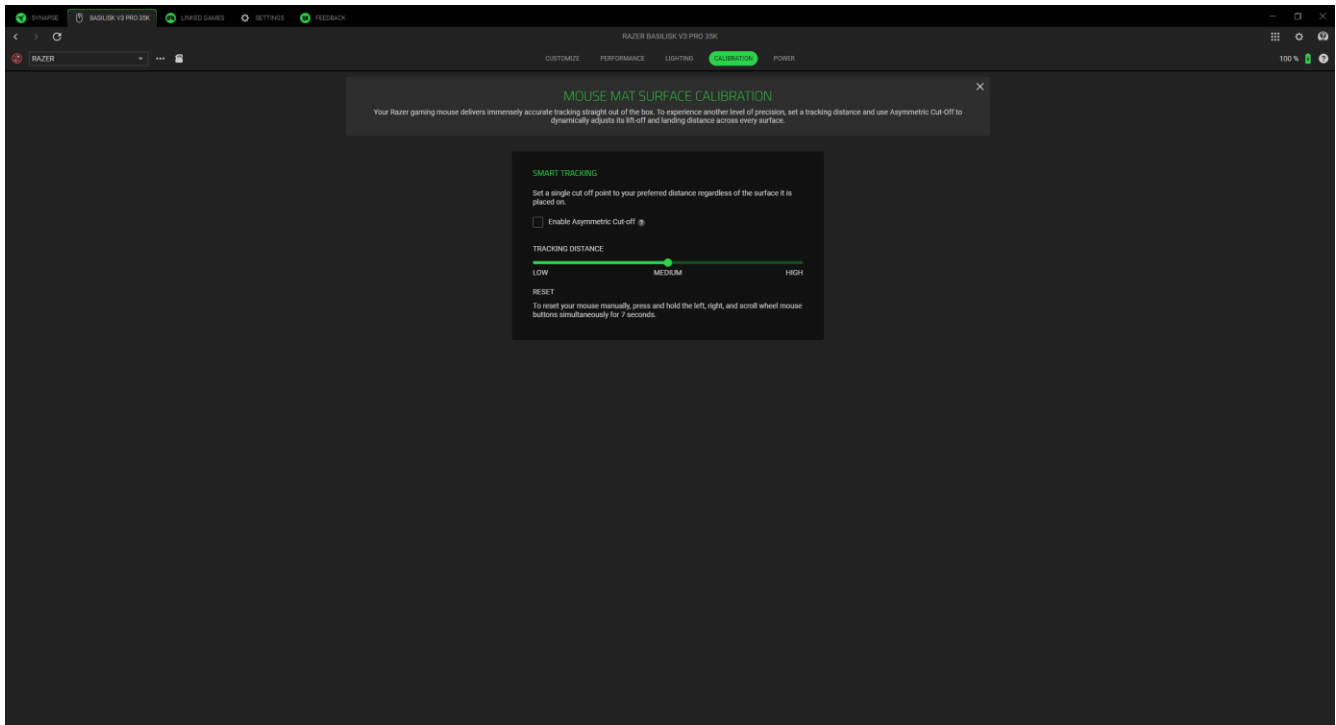 SYNAPSE BASILISK V3 PRO 35K LINKED GAMES SETTINGS FEEDBACK
RAZER BASILISK V3 PRO 35K
RAZER CUSTOMIZE PERFORMANCE LIGHTING CALIBRATION POWER 100 %
MOUSE MAT SURFACE CALIBRATION
Your Razer gaming mouse delivers immensely accurate tracking straight out of the box. To experience another level of precision, set a tracking distance and use Asymmetric Cut-Off to
dynamically adjusts its lift-off and landing distance across every surface.
SMART TRACKING
Set a single cut off point to your preferred distance regardless of the surface it is
placed on.
Enable Asymmetric Cut-off
TRACKING DISTANCE
LOW MEDIUM HIGH
RESET
To reset your mouse manually, press and hold the left, right, and scroll wheel mouse
buttons simultaneously for 7 seconds.